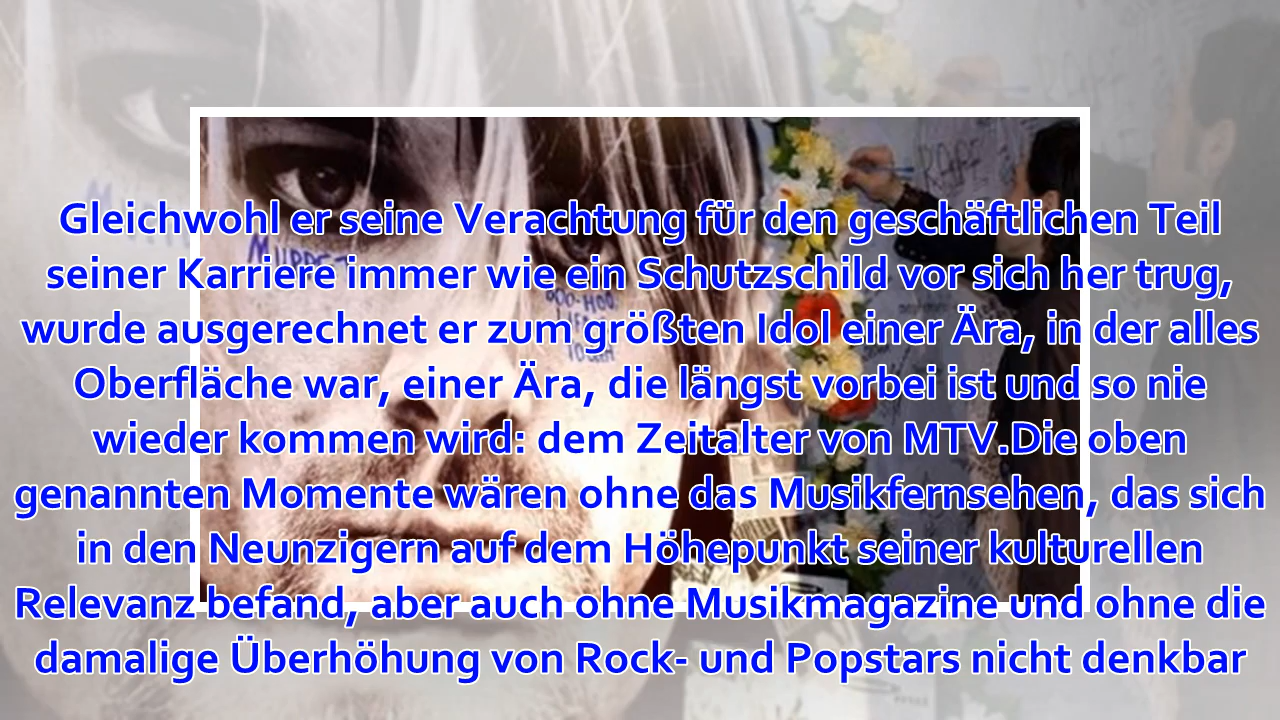 Gleichwohl er seine Verachtung für den geschäftlichen Teil
seiner Karriere immer wie ein Schutzschild vor sich her trug,
wurde ausgerechnet er zum größten Idol einer Ära, in der alles
Oberfläche war, einer Ära, die längst vorbei ist und so nie
wieder kommen wird: dem Zeitalter von MTV.Die oben
genannten Momente wären ohne das Musikfernsehen, das sich
in den Neunzigern auf dem Höhepunkt seiner kulturellen
Relevanz befand, aber auch ohne Musikmagazine und ohne die
damalige Überhöhung von Rock- und Popstars nicht denkbar